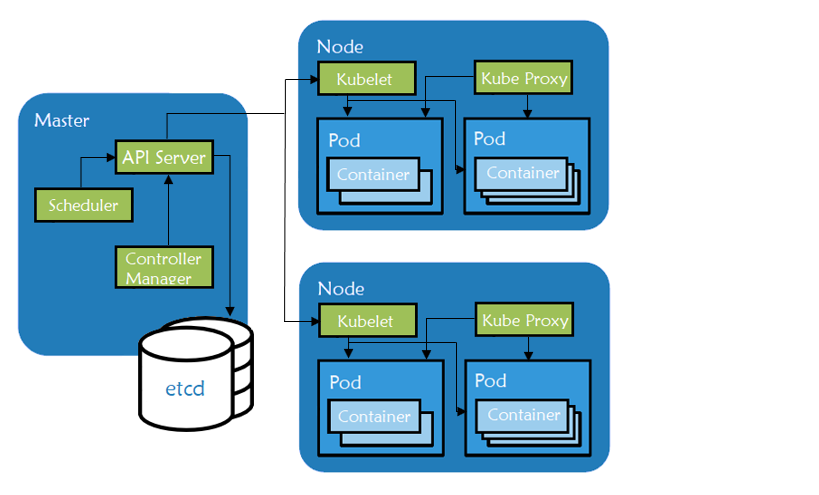 Master
API Server
Scheduler
Controller
Manager
etcd
Node
Kubelet
Kube Proxy
Pod
Container
Pod
Container
Node
Kubelet
Kube Proxy
Pod
Container
Pod
Container